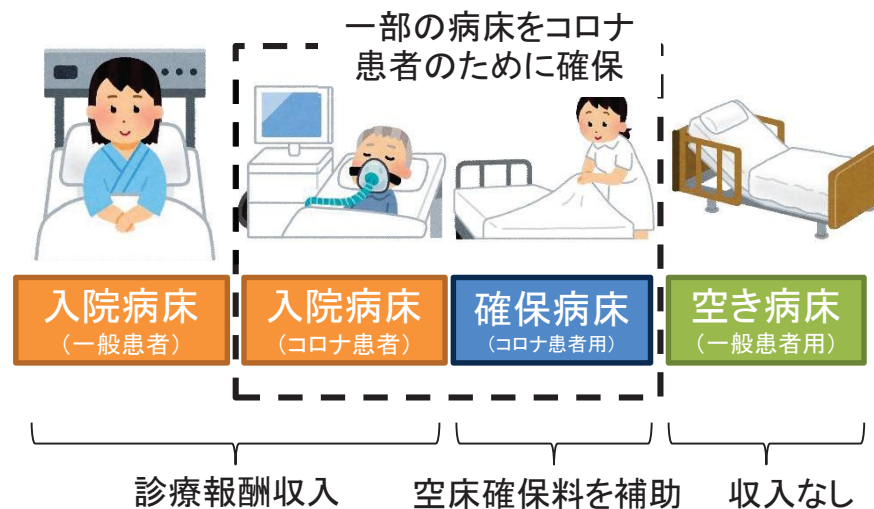 一部の病床をコロナ
患者のために確保
入院病床
（一般患者）
入院病床
（コロナ患者）
確保病床
（コロナ患者用）
空き病床
（一般患者用）
診療報酬収入
空床確保料を補助
収入なし